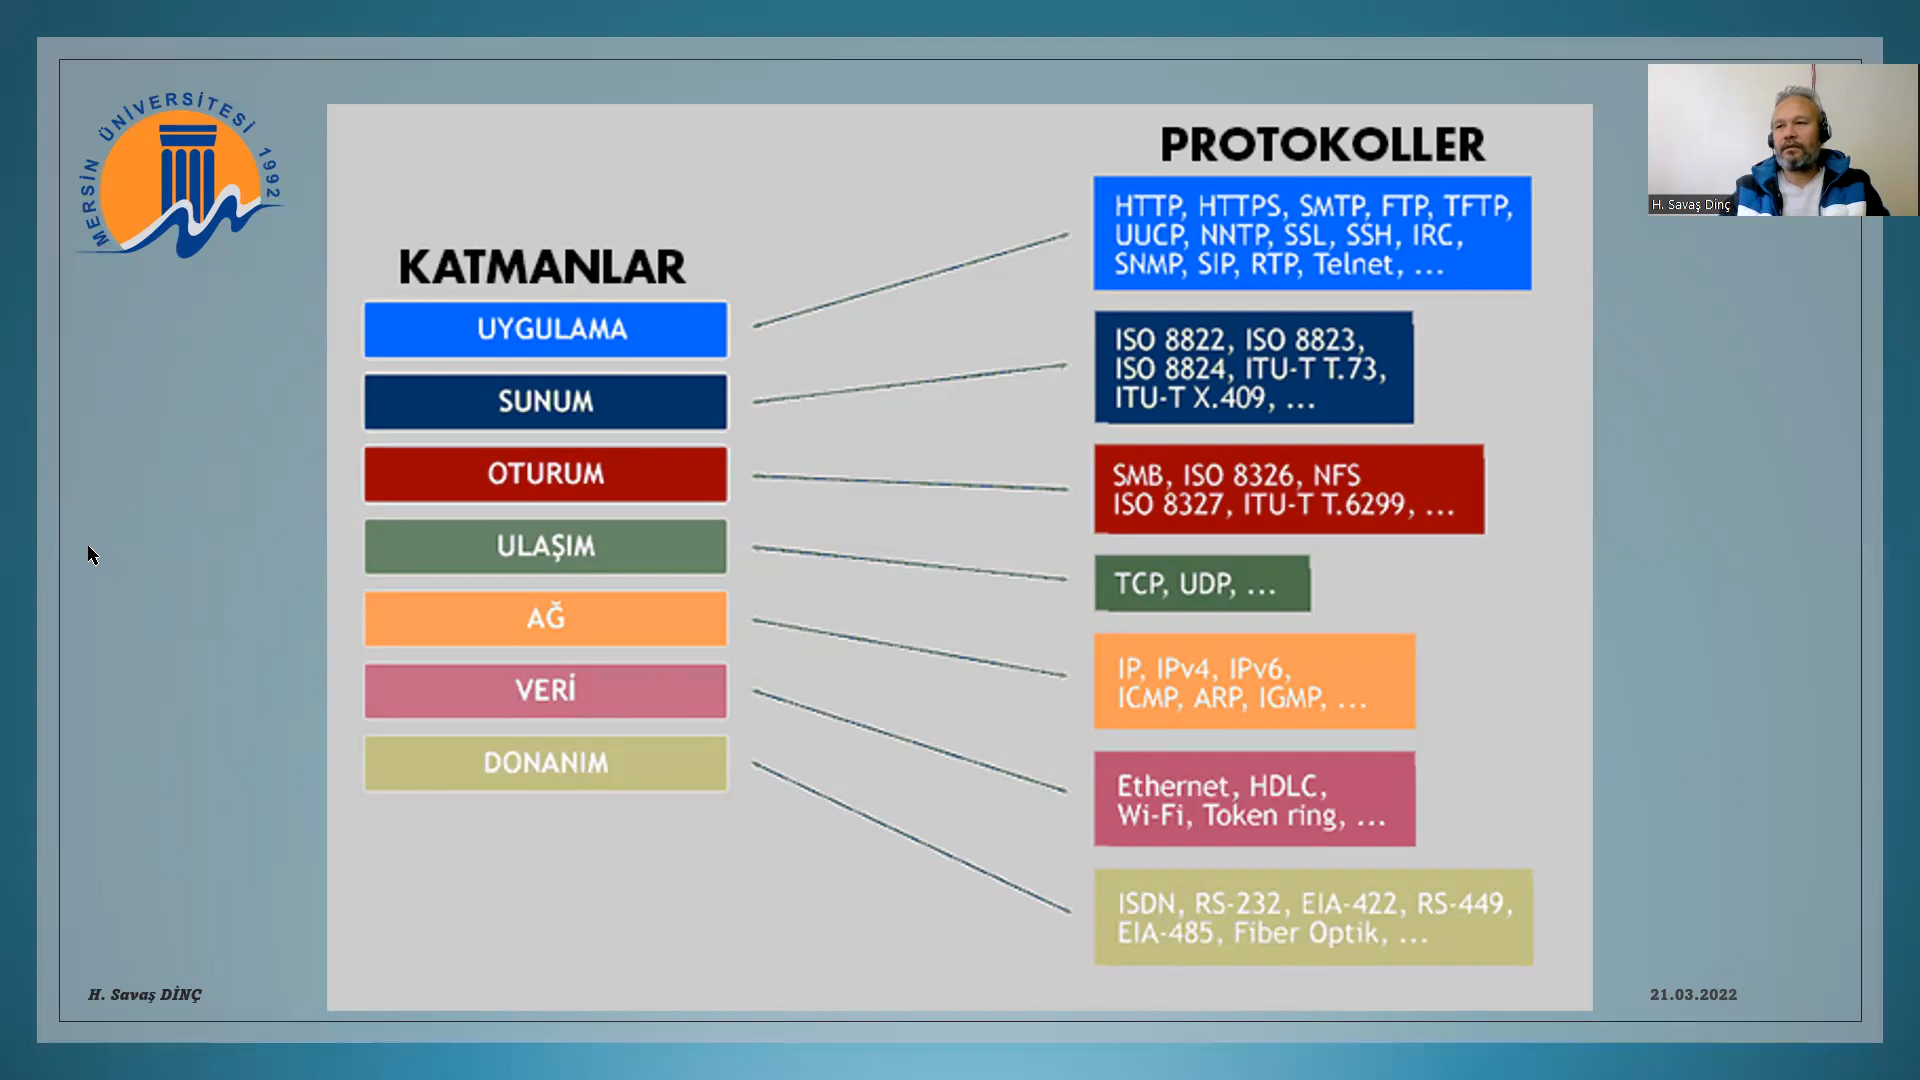 MERSİN ÜNİVERSİTESİ 1992
PROTOKOLLER
HTTP, HTTPS, SMTP, FTP, TFTP,
UUCP, NNTP, SSL, SSH, IRC,
SNMP, SIP, RTP, Telnet, ...
ISO 8822, ISO 8823,
ISO 8824, ITU-T T.73,
ITU-T X.409, ...
SMB, ISO 8326, NFS
ISO 8327, ITU-T T.6299, ...
TCP, UDP, ...
IP, IPv4, IPv6,
ICMP, ARP, IGMP, ...
Ethernet, HDLC,
Wi-Fi, Token ring, ...
ISDN, RS-232, EIA-422, RS-449,
EIA-485, Fiber Optik, ...
KATMANLAR
UYGULAMA
SUNUM
OTURUM
ULAŞIM
AĞ
VERİ
DONANIM
H. Savaş Dinç
H. Savaş DİNÇ
21.03.2022